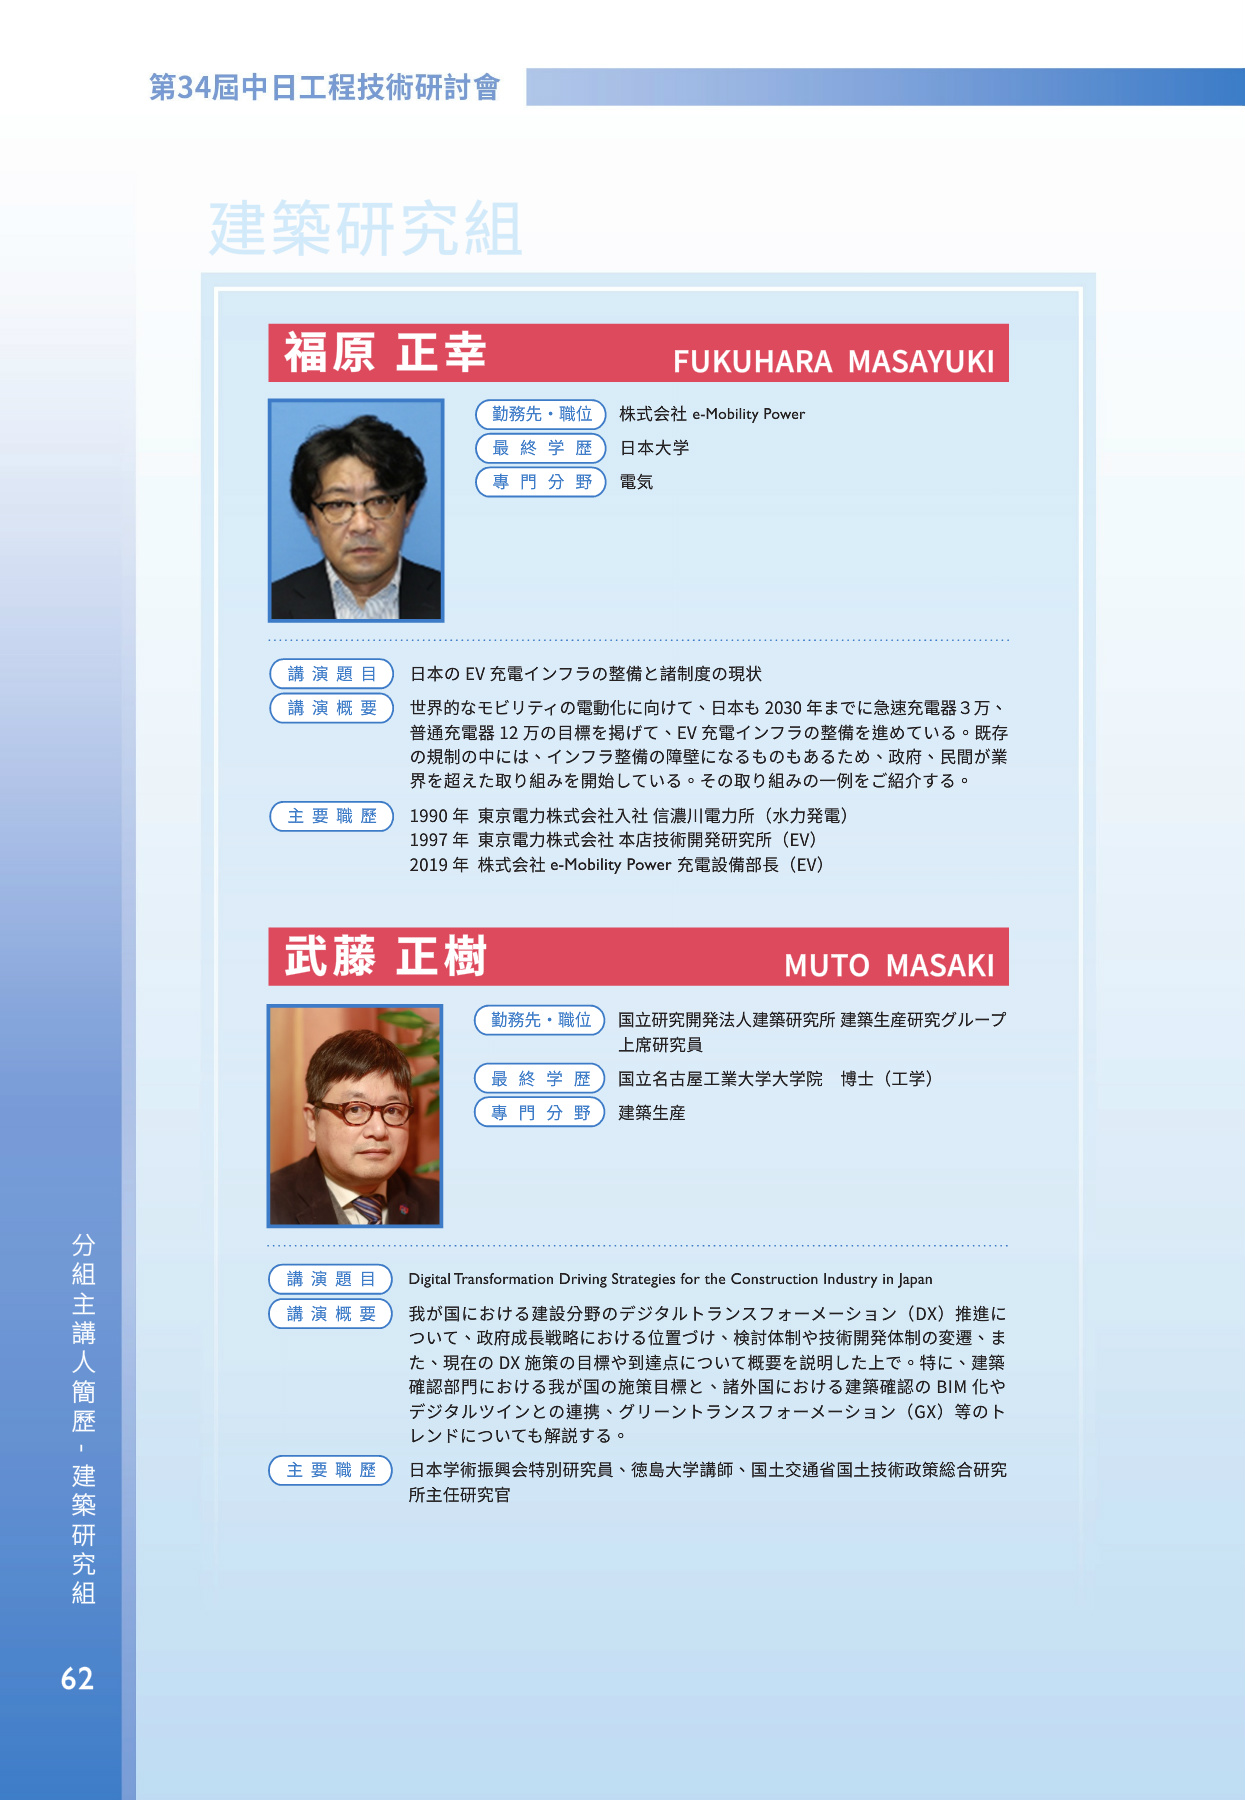 第34屆中日工程技術研討會
建築研究組
福原 正幸 FUKUHARA MASAYUKI
勤務先・職位 株式会社 e-Mobility Power
最終学歴 日本大学
専門分野 電気
講演題目 日本の EV 充電インフラの整備と諸制度の現状
講演概要 世界的なモビリティの電動化に向けて、日本も 2030 年までに急速充電器３万、
普通充電器 12 万の目標を掲げて、EV 充電インフラの整備を進めている。既存
の規制の中には、インフラ整備の障壁になるものもあるため、政府、民間が業
界を超えた取り組みを開始している。その取り組みの一例をご紹介する。
主要職歴 1990 年 東京電力株式会社入社 信濃川電力所（水力発電）
1997 年 東京電力株式会社 本店技術開発研究所（EV）
2019 年 株式会社 e-Mobility Power 充電設備部長（EV）
武藤 正樹 MUTO MASAKI
勤務先・職位 国立研究開発法人建築研究所 建築生産研究グループ
上席研究員
最終学歴 国立名古屋工業大学大学院　博士（工学）
専門分野 建築生産
講演題目 Digital Transformation Driving Strategies for the Construction Industry in Japan
講演概要 我が国における建設分野のデジタルトランスフォーメーション（DX）推進に
ついて、政府成長戦略における位置づけ、検討体制や技術開発体制の変遷、ま
た、現在の DX 施策の目標や到達点について概要を説明した上で。特に、建築
確認部門における我が国の施策目標と、諸外国における建築確認の BIM 化や
デジタルツインとの連携、グリーントランスフォーメーション（GX）等のト
レンドについても解説する。
主要職歴 日本学術振興会特別研究員、徳島大学講師、国土交通省国土技術政策総合研究
所主任研究官
分組主講人簡歷-建築研究組
62